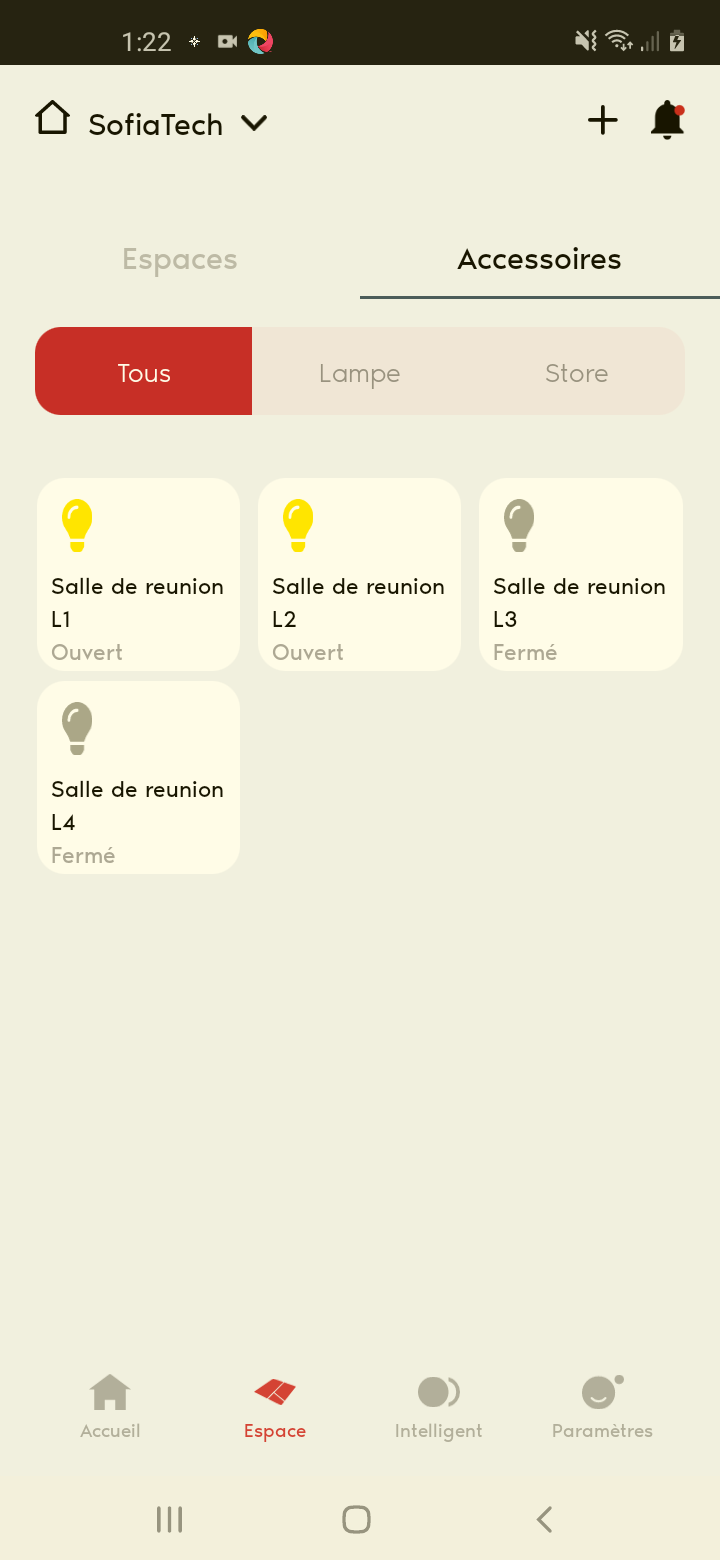 1:22
SofiaTech
Espaces
Accessoires
Tous
Lampe
Store
Salle de reunion
L1
Ouvert
Salle de reunion
L2
Ouvert
Salle de reunion
L3
Fermé
Salle de reunion
L4
Fermé
Accueil
Espace
Intelligent
Paramètres